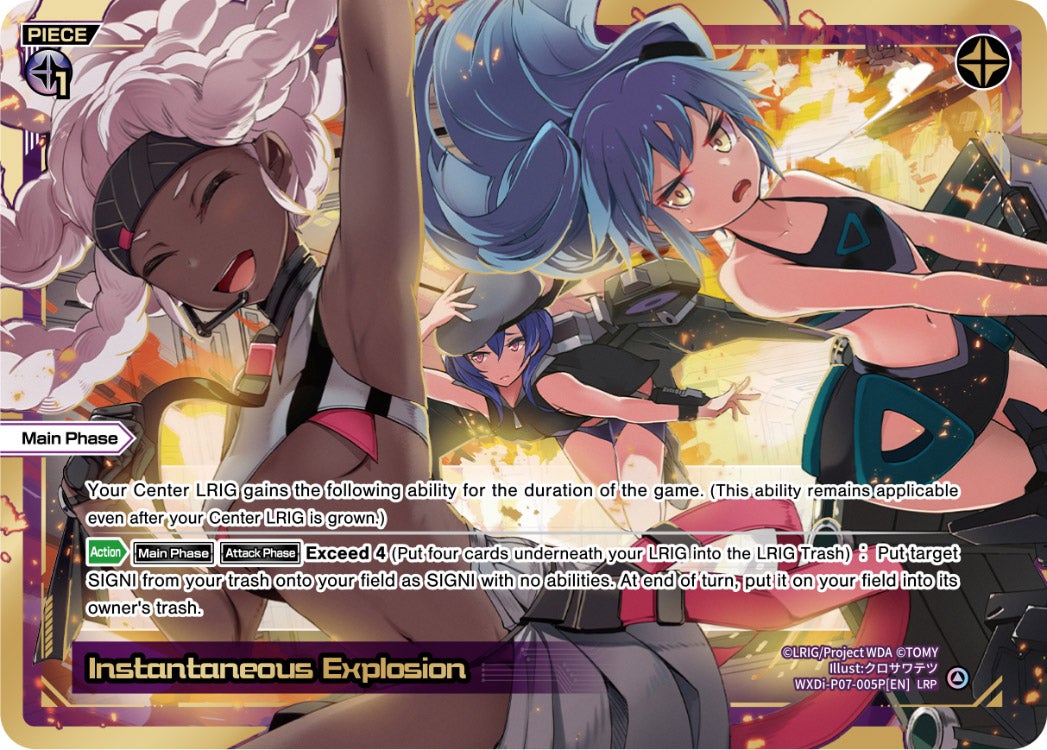 PIECE
1
Main Phase
Your Center LRIG gains the following ability for the duration of the game. (This ability remains applicable
even after your Center LRIG is grown.)
Action Main Phase Attack Phase Exceed 4 (Put four cards underneath your LRIG into the LRIG Trash) : Put target
SIGNI from your trash onto your field as SIGNI with no abilities. At end of turn, put it on your field into its
owner's trash.
Instantaneous Explosion
©LRIG/Project WDA ©TOMY
Illust:クロサワテツ
WXDi-P07-005P[EN] LRP